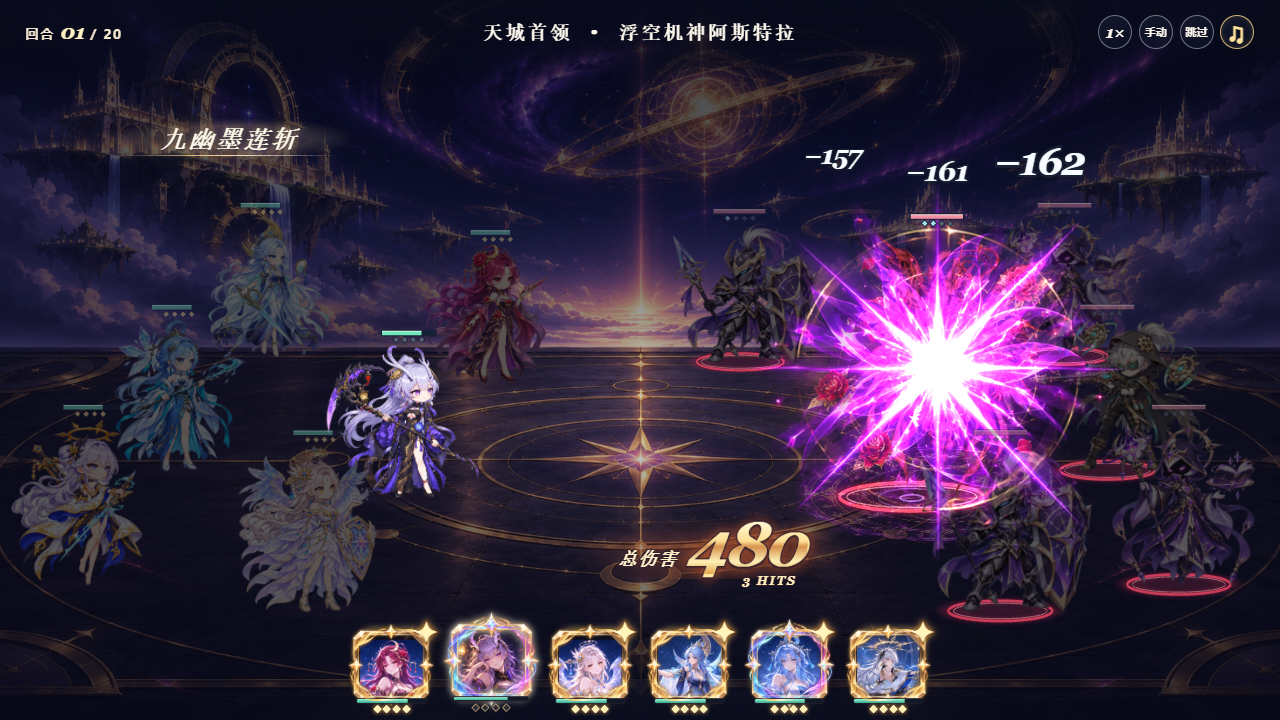 回合 01 / 20
天城首领 · 浮空机神阿斯特拉
1×
手动
跳过
九幽墨莲斩
-157
-161
-162
总伤害 480
3 HITS